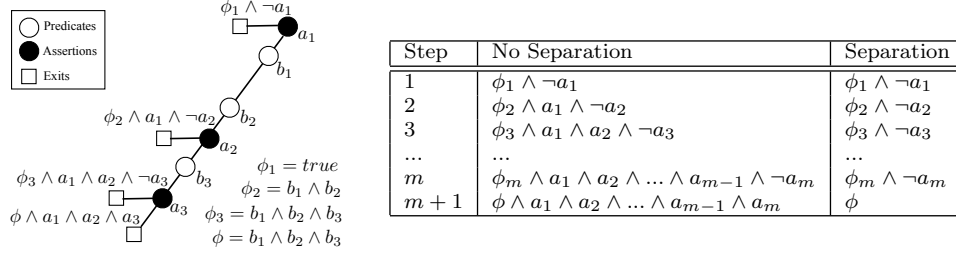 Predicates
Assertions
Exits
ϕ₁ ∧ ¬a₁
a₁
b₁
b₂
ϕ₂ ∧ a₁ ∧ ¬a₂
a₂
b₃
ϕ₃ ∧ a₁ ∧ a₂ ∧ ¬a₃
a₃
ϕ ∧ a₁ ∧ a₂ ∧ a₃
ϕ₁ = true
ϕ₂ = b₁ ∧ b₂
ϕ₃ = b₁ ∧ b₂ ∧ b₃
ϕ = b₁ ∧ b₂ ∧ b₃
Step No Separation Separation
1 ϕ₁ ∧ ¬a₁ ϕ₁ ∧ ¬a₁
2 ϕ₂ ∧ a₁ ∧ ¬a₂ ϕ₂ ∧ ¬a₂
3 ϕ₃ ∧ a₁ ∧ a₂ ∧ ¬a₃ ϕ₃ ∧ ¬a₃
... ... ...
m ϕₘ ∧ a₁ ∧ a₂ ∧ ... ∧ aₘ₋₁ ∧ ¬aₘ ϕₘ ∧ ¬aₘ
m + 1 ϕ ∧ a₁ ∧ a₂ ∧ ... ∧ aₘ₋₁ ∧ aₘ ϕ